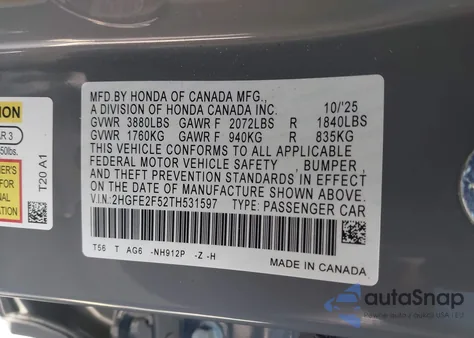 MFD.BY HONDA OF CANADA MFG.,
A DIVISION OF HONDA CANADA INC. 10/'25
GVWR 3880LBS GAWR F 2072LBS R 1840LBS
GVWR 1760KG GAWR F 940KG R 835KG
THIS VEHICLE CONFORMS TO ALL APPLICABLE
FEDERAL MOTOR VEHICLE SAFETY , BUMPER ,
AND THEFT PREVENTION STANDARDS IN
EFFECT ON THE DATE OF MANUFACTURE SHOWN ABOVE.
V.I.N:2HGFE2F52TH531597 TYPE: PASSENGER CAR
T56 T AG6 -NH912P -Z -H
MADE IN CANADA
T20 A1
autoSnap